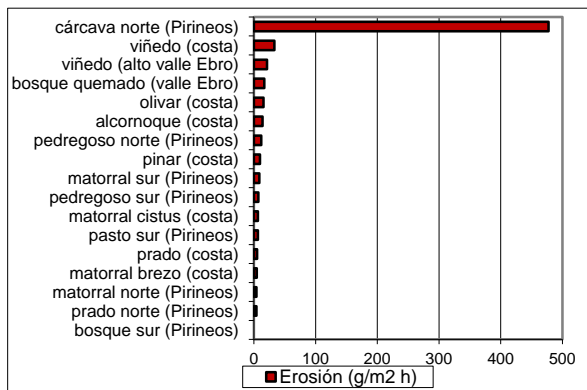 cárcava norte (Pirineos)
viñedo (costa)
viñedo (alto valle Ebro)
bosque quemado (valle Ebro)
olivar (costa)
alcornoque (costa)
pedregoso norte (Pirineos)
pinar (costa)
matorral sur (Pirineos)
pedregoso sur (Pirineos)
matorral cistus (costa)
pasto sur (Pirineos)
prado (costa)
matorral brezo (costa)
matorral norte (Pirineos)
prado norte (Pirineos)
bosque sur (Pirineos)
0 100 200 300 400 500
Erosión (g/m2 h)